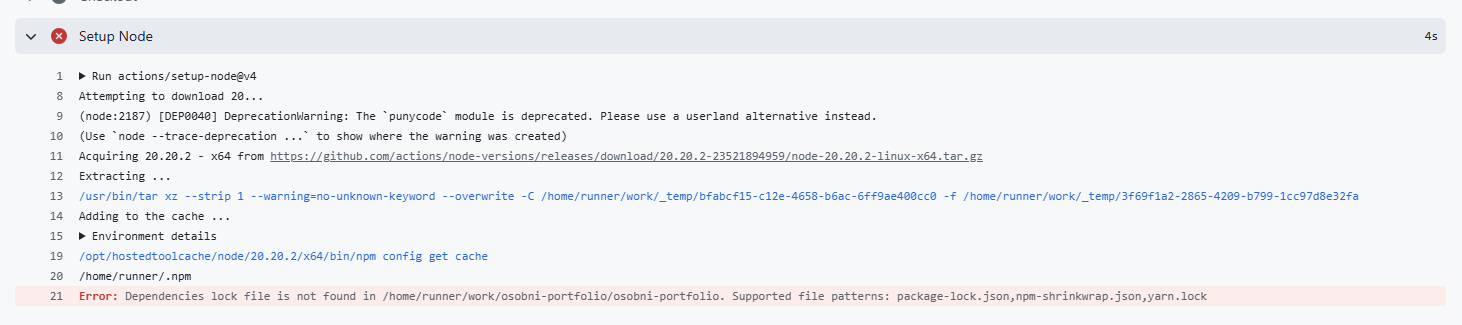 Setup Node 4s
1 ▶ Run actions/setup-node@v4
8 Attempting to download 20...
9 (node:2187) [DEP0040] DeprecationWarning: The `punycode` module is deprecated. Please use a userland alternative instead.
10 (Use `node --trace-deprecation ...` to show where the warning was created)
11 Acquiring 20.20.2 - x64 from https://github.com/actions/node-versions/releases/download/20.20.2-23521894959/node-20.20.2-linux-x64.tar.gz
12 Extracting ...
13 /usr/bin/tar xz --strip 1 --warning=no-unknown-keyword --overwrite -C /home/runner/work/_temp/bfabcf15-c12e-4658-b6ac-6ff9ae400cc0 -f /home/runner/work/_temp/3f69f1a2-2865-4209-b799-1cc97d8e32fa
14 Adding to the cache ...
15 ▶ Environment details
19 /opt/hostedtoolcache/node/20.20.2/x64/bin/npm config get cache
20 /home/runner/.npm
21 Error: Dependencies lock file is not found in /home/runner/work/osobni-portfolio/osobni-portfolio. Supported file patterns: package-lock.json,npm-shrinkwrap.json,yarn.lock